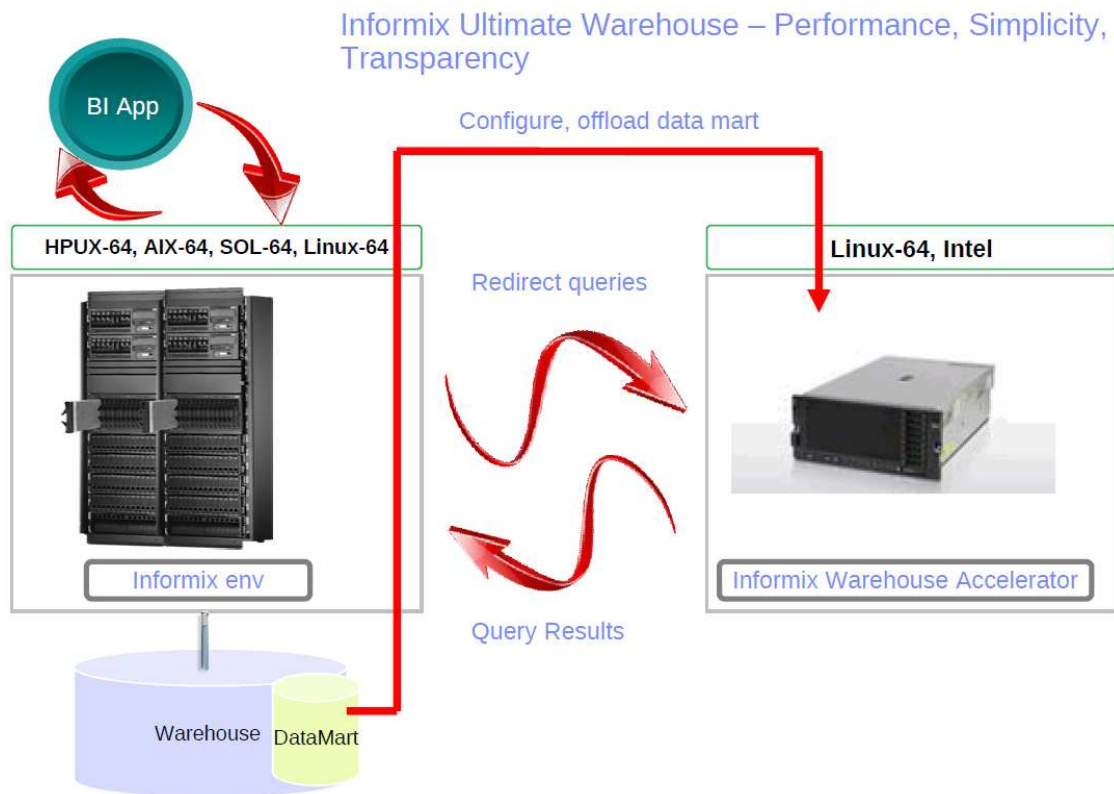 Informix Ultimate Warehouse – Performance, Simplicity,
Transparency
BI App
Configure, offload data mart
HPUX-64, AIX-64, SOL-64, Linux-64
Linux-64, Intel
Redirect queries
Informix env
Informix Warehouse Accelerator
Query Results
Warehouse
DataMart